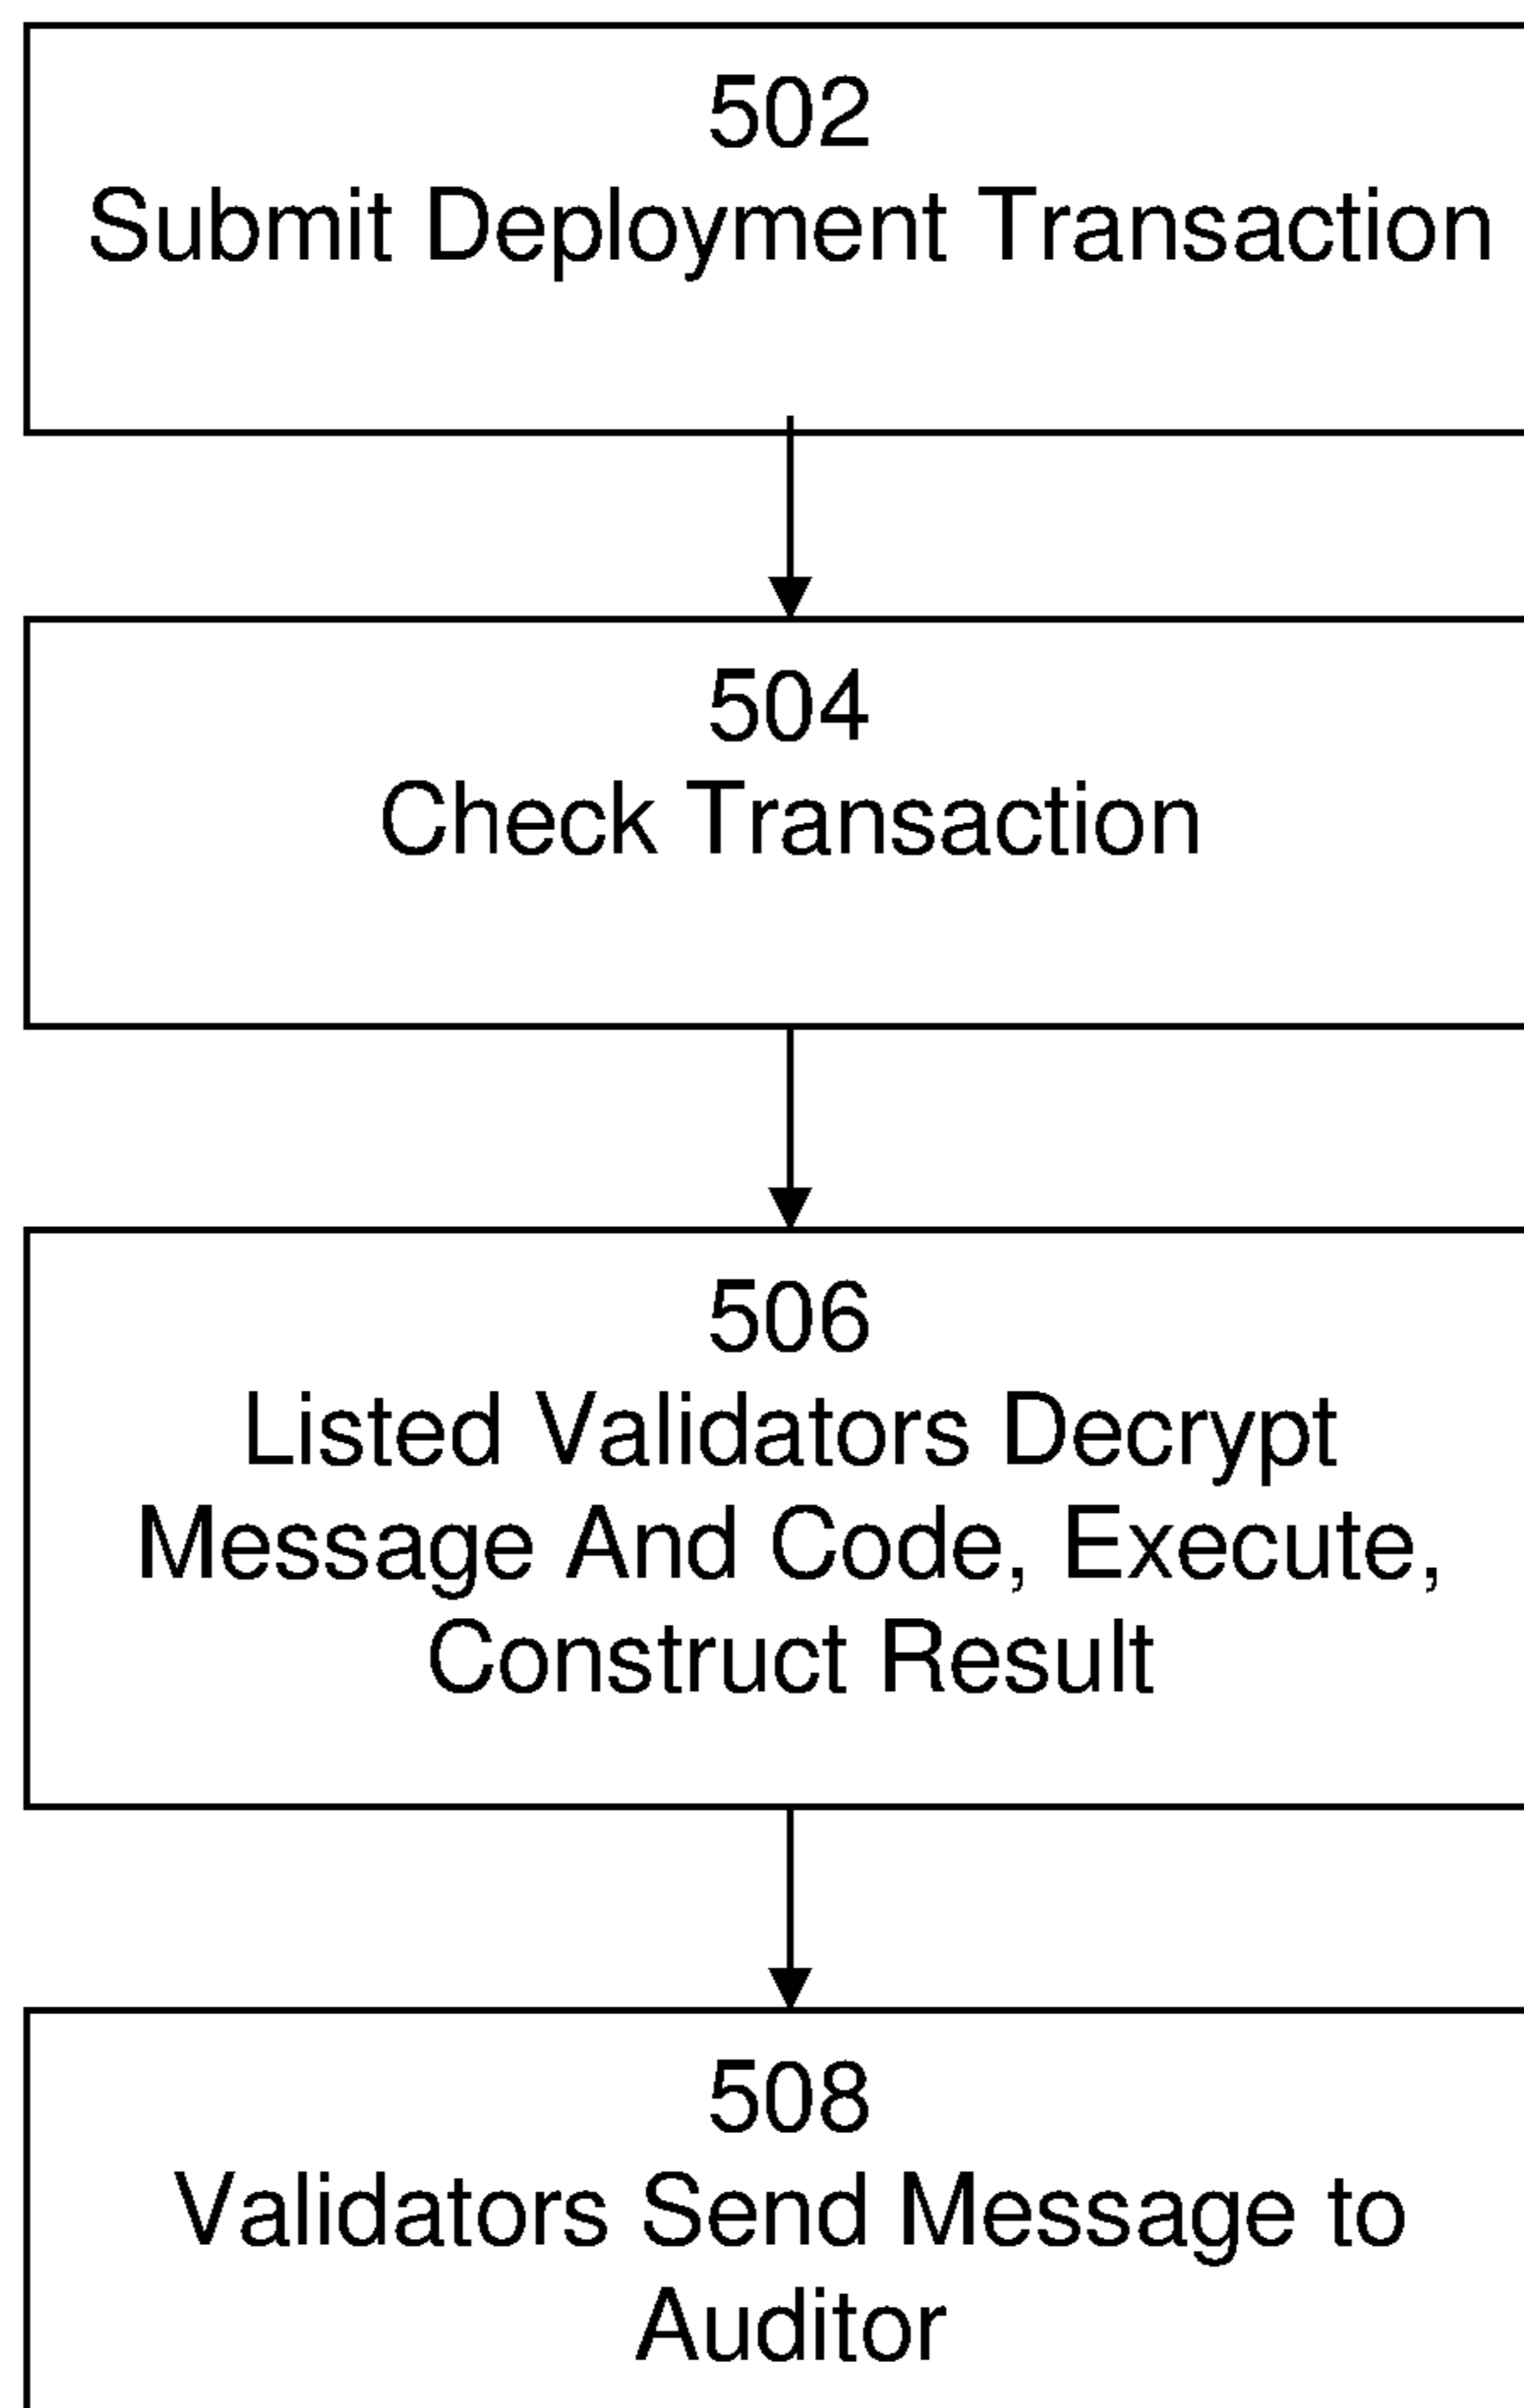 502
Submit Deployment Transaction
504
Check Transaction
506
Listed Validators Decrypt
Message And Code, Execute,
Construct Result
508
Validators Send Message to
Auditor